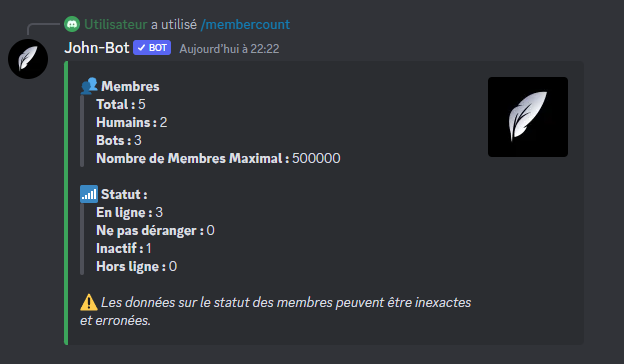 Utilisateur a utilisé /membercount
John-Bot ✓ BOT Aujourd'hui à 22:22
👥 Membres
Total : 5
Humains : 2
Bots : 3
Nombre de Membres Maximal : 500000
📶 Statut :
En ligne : 3
Ne pas déranger : 0
Inactif : 1
Hors ligne : 0
⚠️ Les données sur le statut des membres peuvent être inexactes
et erronées.